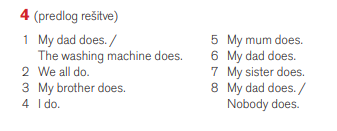 4 (predlog rešitve)
1 My dad does. /
The washing machine does.
2 We all do.
3 My brother does.
4 I do.
5 My mum does.
6 My dad does.
7 My sister does.
8 My dad does. /
Nobody does.